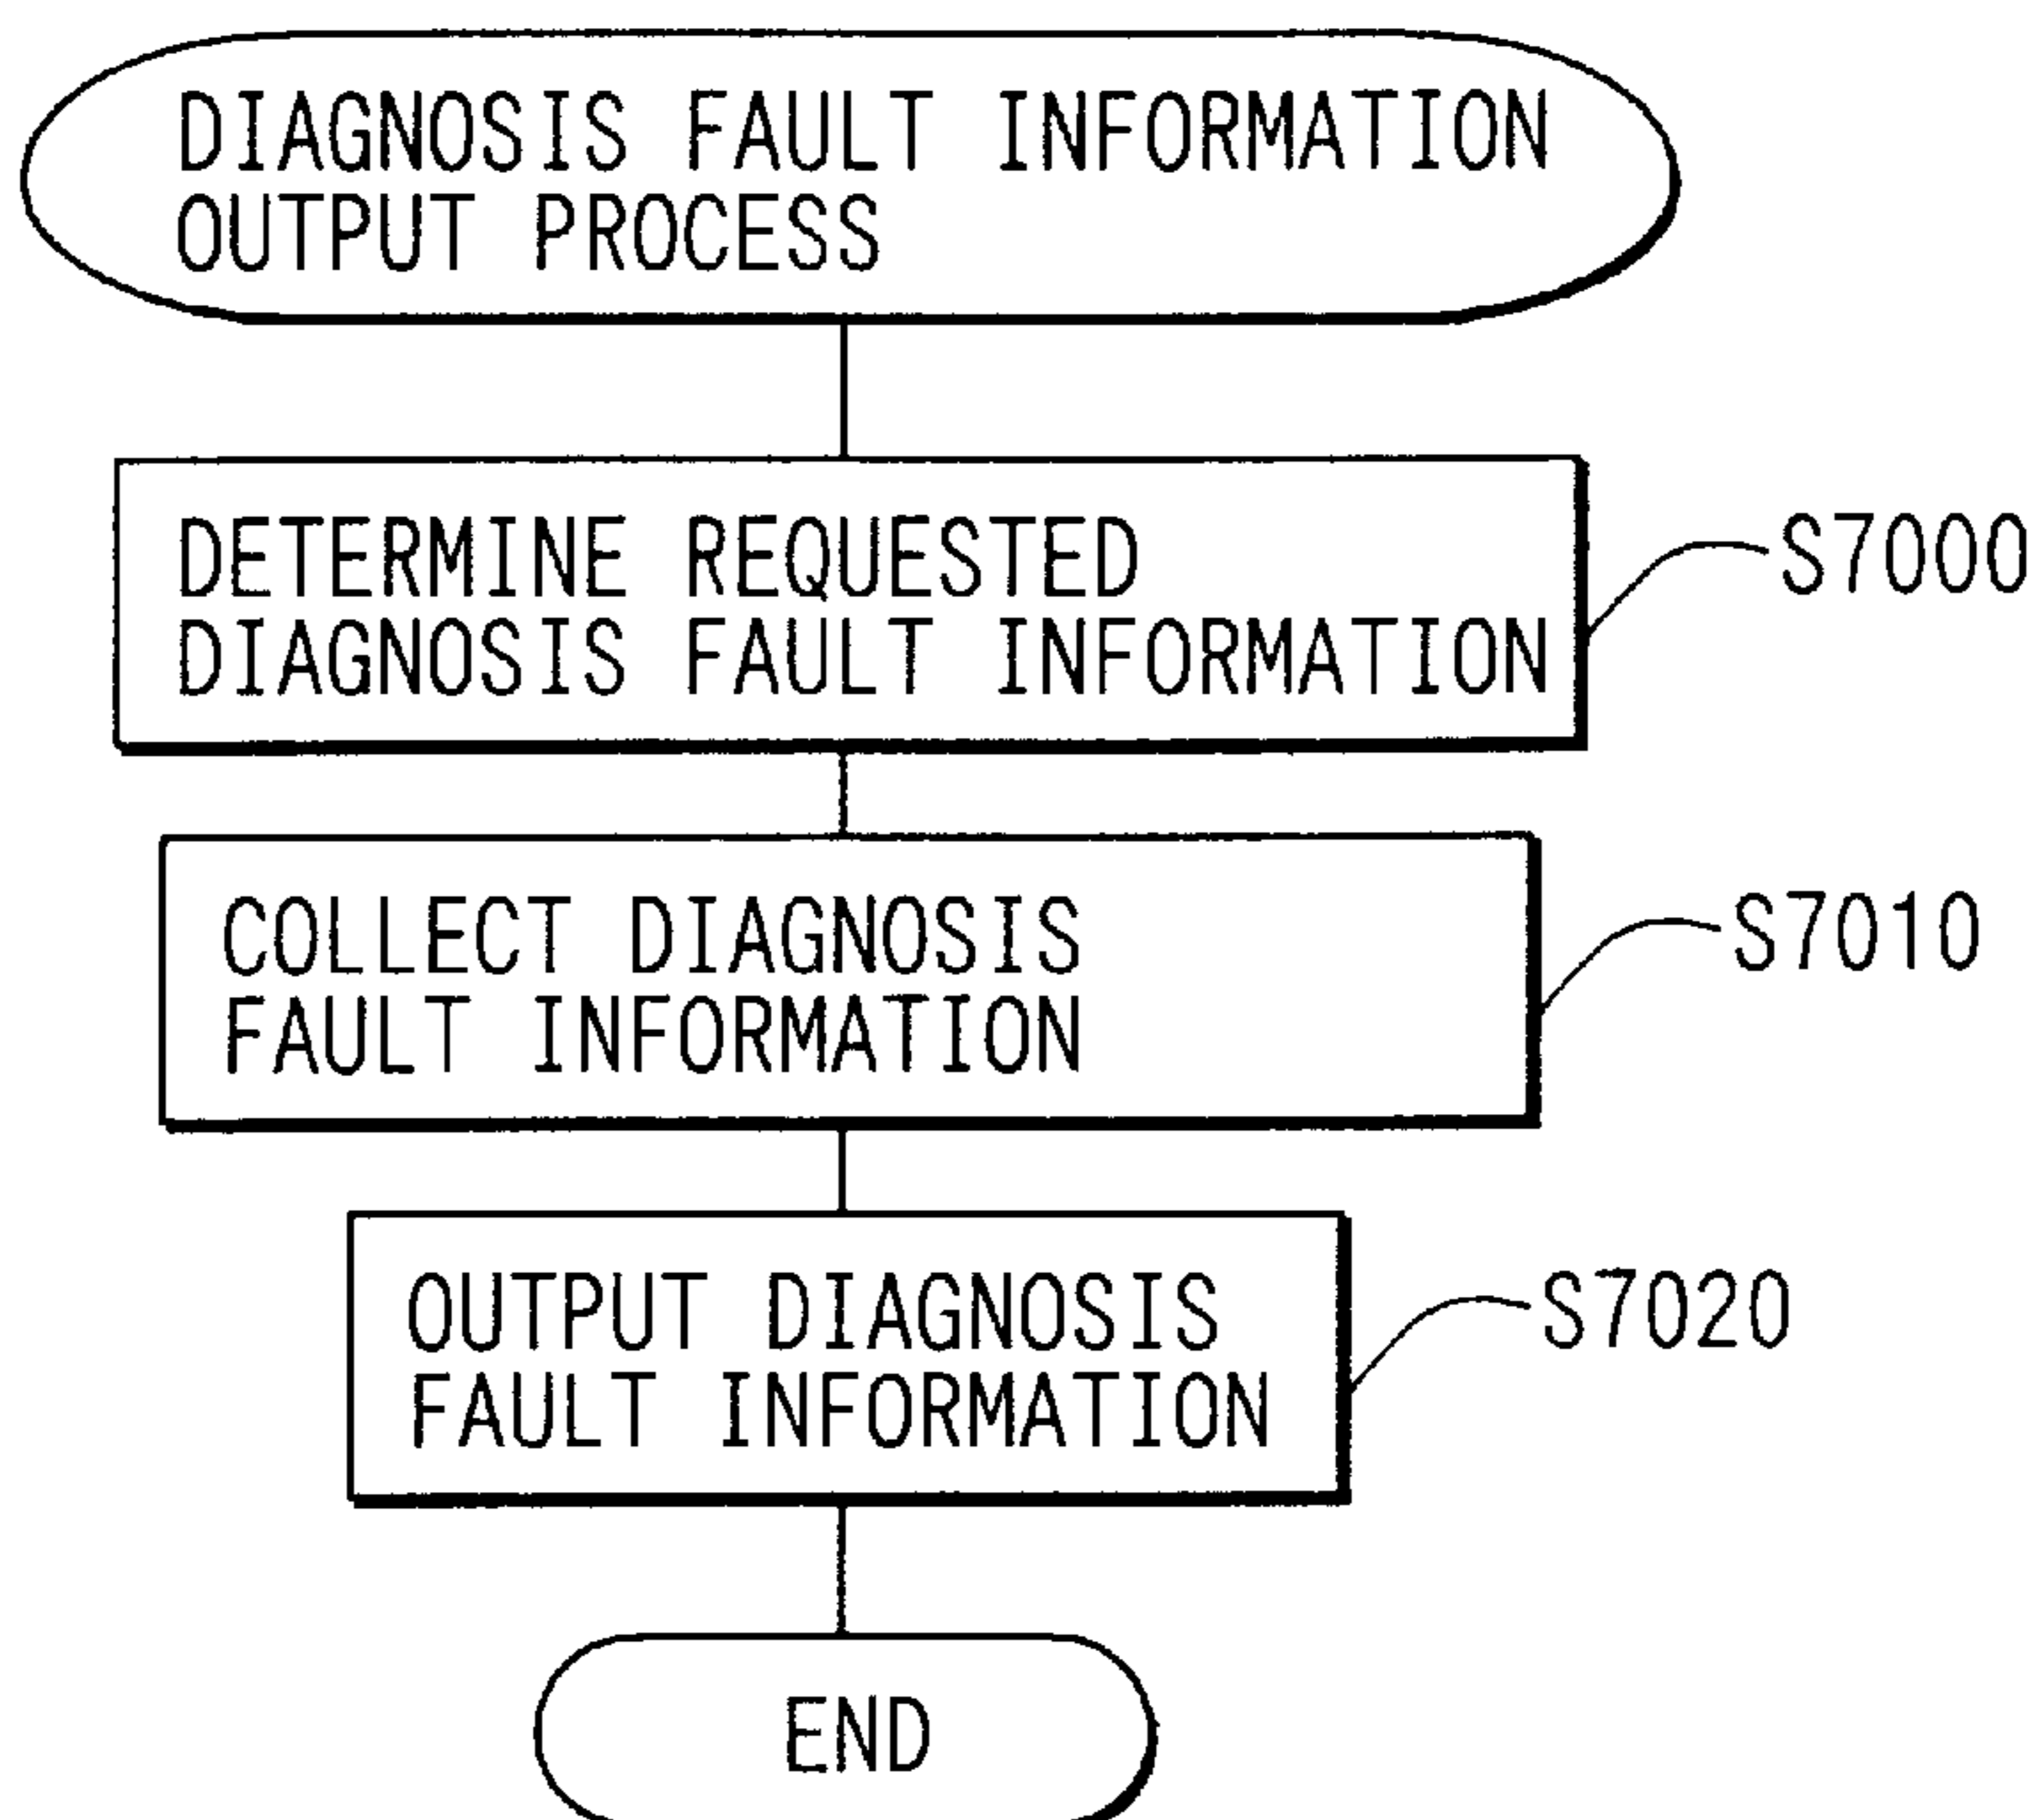 DIAGNOSIS FAULT INFORMATION
OUTPUT PROCESS
DETERMINE REQUESTED
DIAGNOSIS FAULT INFORMATION
S7000
COLLECT DIAGNOSIS
FAULT INFORMATION
S7010
OUTPUT DIAGNOSIS
FAULT INFORMATION
S7020
END